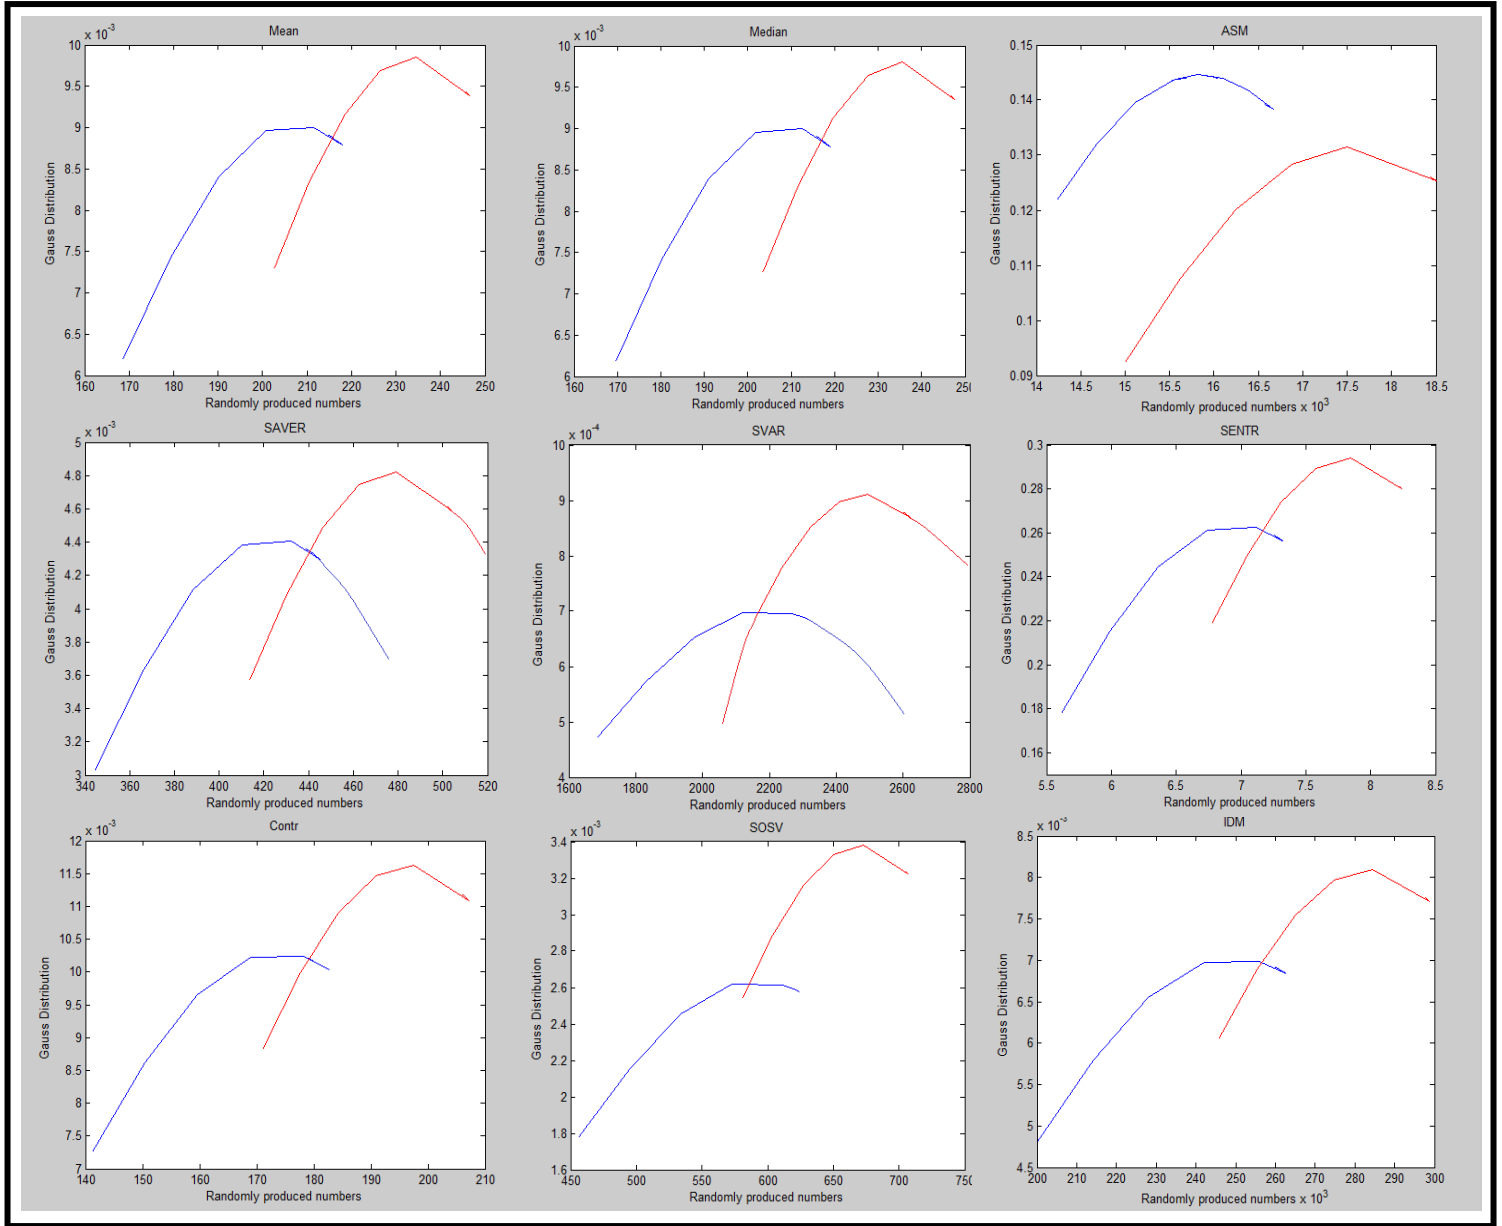 Mean
x 10^-3
Gauss Distribution
10
9.5
9
8.5
8
7.5
7
6.5
6
160 170 180 190 200 210 220 230 240 250
Randomly produced numbers
Median
x 10^-3
Gauss Distribution
10
9.5
9
8.5
8
7.5
7
6.5
6
160 170 180 190 200 210 220 230 240 250
Randomly produced numbers
ASM
Gauss Distribution
0.15
0.14
0.13
0.12
0.11
0.1
0.09
14 14.5 15 15.5 16 16.5 17 17.5 18 18.5
Randomly produced numbers x 10^3
SAVER
x 10^-3
Gauss Distribution
5
4.8
4.6
4.4
4.2
4
3.8
3.6
3.4
3.2
3
340 360 380 400 420 440 460 480 500 520
Randomly produced numbers
SVAR
x 10^-4
Gauss Distribution
10
9
8
7
6
5
4
1600 1800 2000 2200 2400 2600 2800
Randomly produced numbers
SENTR
Gauss Distribution
0.3
0.28
0.26
0.24
0.22
0.2
0.18
0.16
5.5 6 6.5 7 7.5 8 8.5
Randomly produced numbers
Contr
x 10^-3
Gauss Distribution
12
11.5
11
10.5
10
9.5
9
8.5
8
7.5
7
140 150 160 170 180 190 200 210
Randomly produced numbers
SOSV
x 10^-3
Gauss Distribution
3.4
3.2
3
2.8
2.6
2.4
2.2
2
1.8
1.6
450 500 550 600 650 700 750
Randomly produced numbers
IDM
x 10^-3
Gauss Distribution
8.5
8
7.5
7
6.5
6
5.5
5
4.5
200 210 220 230 240 250 260 270 280 290 300
Randomly produced numbers x 10^3